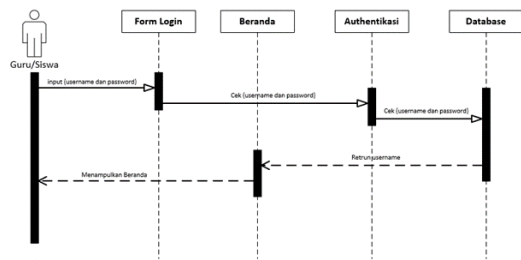 Form Login
Beranda
Authentikasi
Database
Guru/Siswa
input (username dan password)
Cek (username dan password)
Cek (username dan password)
Retrun username
Menampulkan Beranda